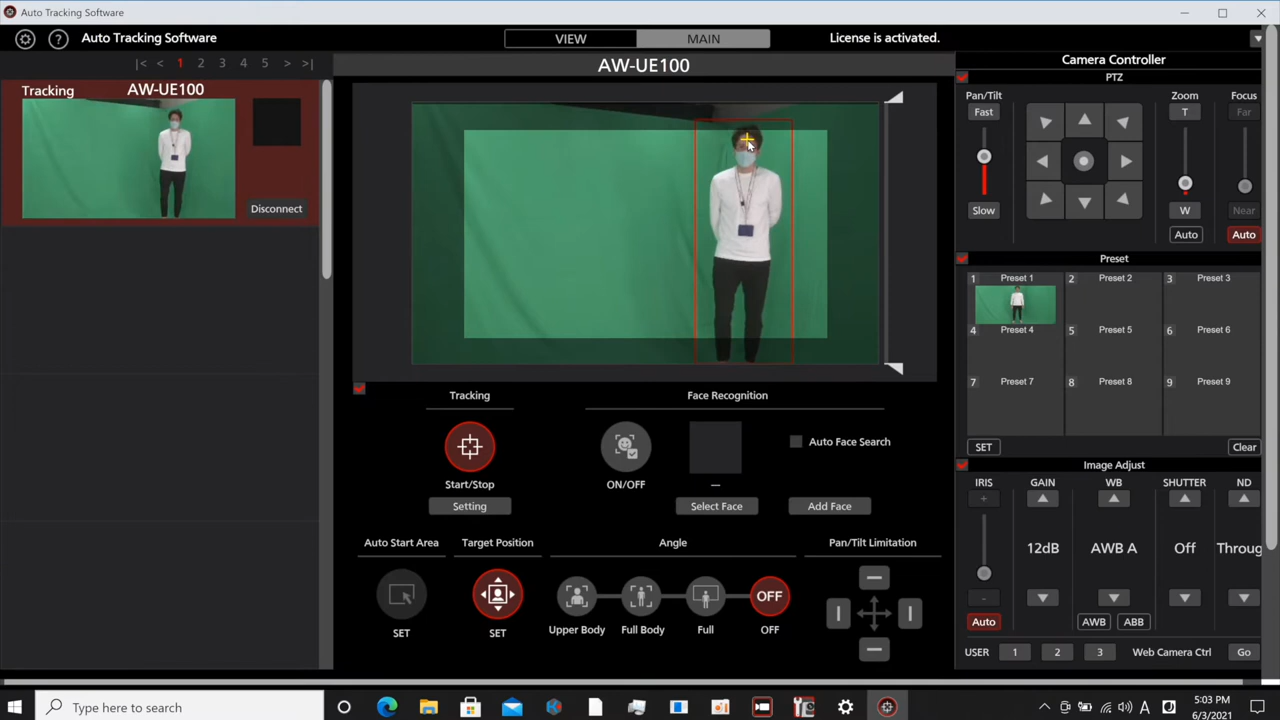 Auto Tracking Software
Auto Tracking Software
VIEW
MAIN
License is activated.
|< < 1 2 3 4 5 > >|
Tracking
AW-UE100
Disconnect
AW-UE100
Tracking
Start/Stop
Setting
Face Recognition
ON/OFF
—
Select Face
Auto Face Search
Add Face
Auto Start Area
SET
Target Position
SET
Angle
OFF
Upper Body
Full Body
Full
OFF
Pan/Tilt Limitation
Camera Controller
PTZ
Pan/Tilt
Fast
Slow
Zoom
T
W
Auto
Focus
Far
Near
Auto
Preset
1 Preset 1
2 Preset 2
3 Preset 3
4 Preset 4
5 Preset 5
6 Preset 6
7 Preset 7
8 Preset 8
9 Preset 9
SET
Clear
Image Adjust
IRIS
+
-
Auto
GAIN
12dB
WB
AWB A
AWB
ABB
SHUTTER
Off
ND
Throug
USER
1
2
3
Web Camera Ctrl
Go
Type here to search
A
5:03 PM
6/3/2021